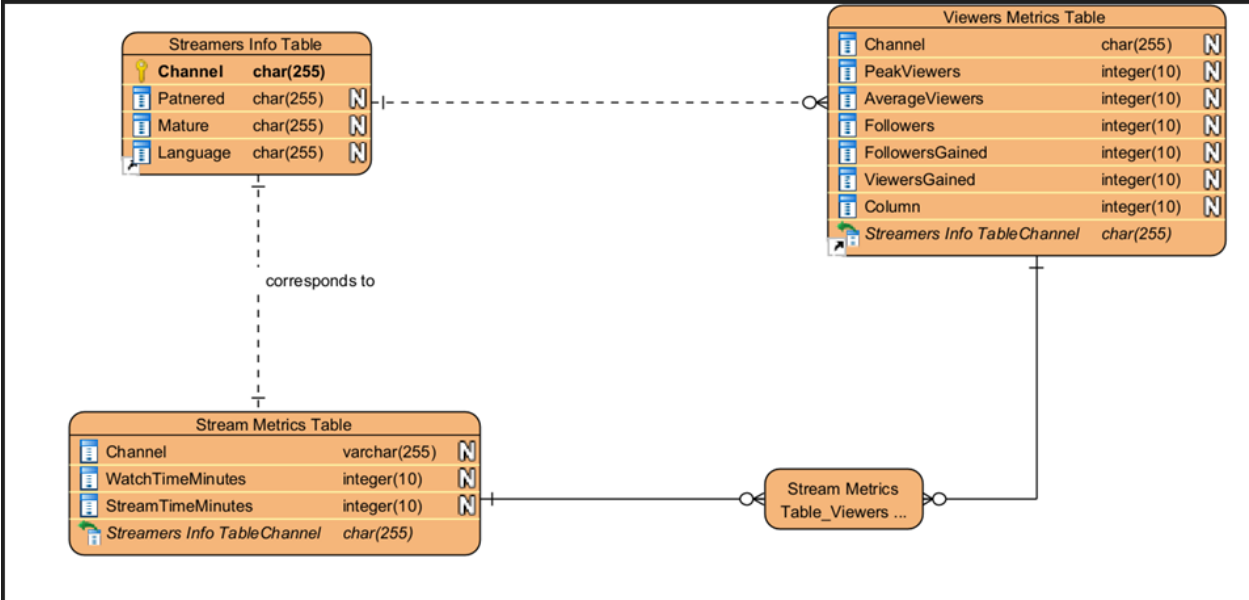 Streamers Info Table
Channel char(255)
Patnered char(255) N
Mature char(255) N
Language char(255) N
Viewers Metrics Table
Channel char(255) N
PeakViewers integer(10) N
AverageViewers integer(10) N
Followers integer(10) N
FollowersGained integer(10) N
ViewersGained integer(10) N
Column integer(10) N
Streamers Info TableChannel char(255)
corresponds to
Stream Metrics Table
Channel varchar(255) N
WatchTimeMinutes integer(10) N
StreamTimeMinutes integer(10) N
Streamers Info TableChannel char(255)
Stream Metrics
Table_Viewers ...